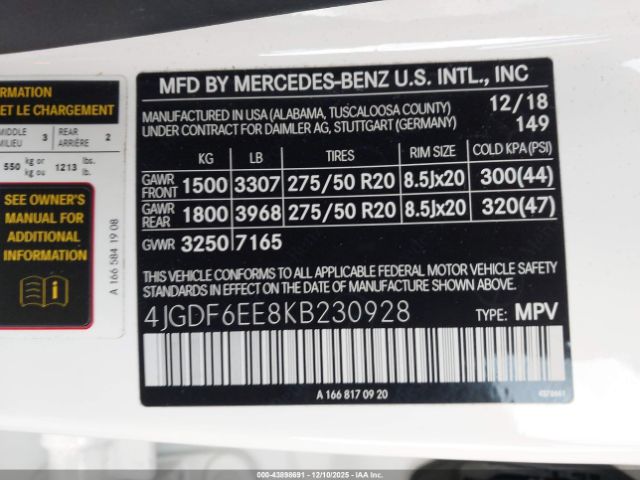 ORMATION
ET LE CHARGEMENT
MIDDLE 3 REAR 2
MILIEU ARRIÈRE
550 kg or 1213 lbs.
kg ou lb.
SEE OWNER'S
MANUAL FOR
ADDITIONAL
INFORMATION
A 166 584 19 08
MFD BY MERCEDES-BENZ U.S. INTL., INC
MANUFACTURED IN USA (ALABAMA, TUSCALOOSA COUNTY) 12/18
UNDER CONTRACT FOR DAIMLER AG, STUTTGART (GERMANY) 149
KG LB TIRES RIM SIZE COLD KPA (PSI)
GAWR FRONT 1500 3307 275/50 R20 8.5Jx20 300(44)
GAWR REAR 1800 3968 275/50 R20 8.5Jx20 320(47)
GVWR 3250 7165
THIS VEHICLE CONFORMS TO ALL APPLICABLE FEDERAL MOTOR VEHICLE SAFETY
STANDARDS IN EFFECT ON THE DATE OF MANUFACTURE SHOWN ABOVE.
4JGDF6EE8KB230928 TYPE: MPV
A 166 817 09 20
000-43898691 - 12/10/2025 - IAA, Inc.